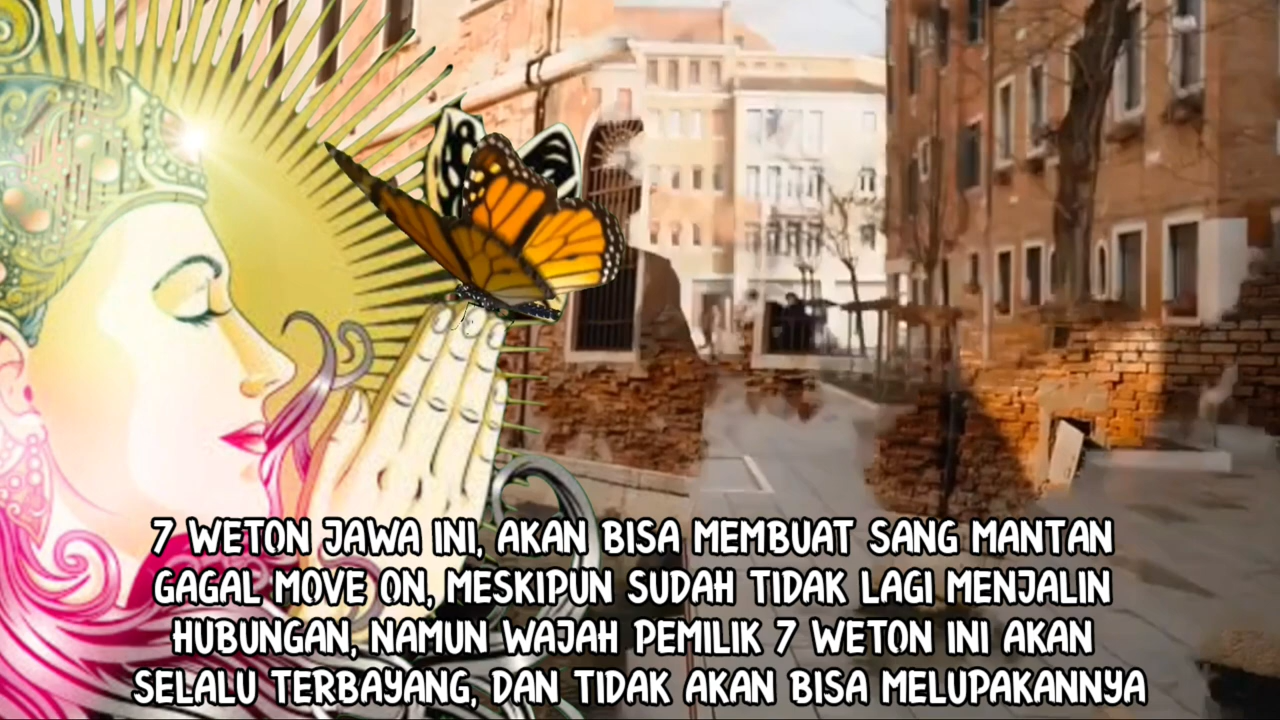 7 WETON JAWA INI, AKAN BISA MEMBUAT SANG MANTAN
GAGAL MOVE ON, MESKIPUN SUDAH TIDAK LAGI MENJALIN
HUBUNGAN, NAMUN WAJAH PEMILIK 7 WETON INI AKAN
SELALU TERBAYANG, DAN TIDAK AKAN BISA MELUPAKANNYA